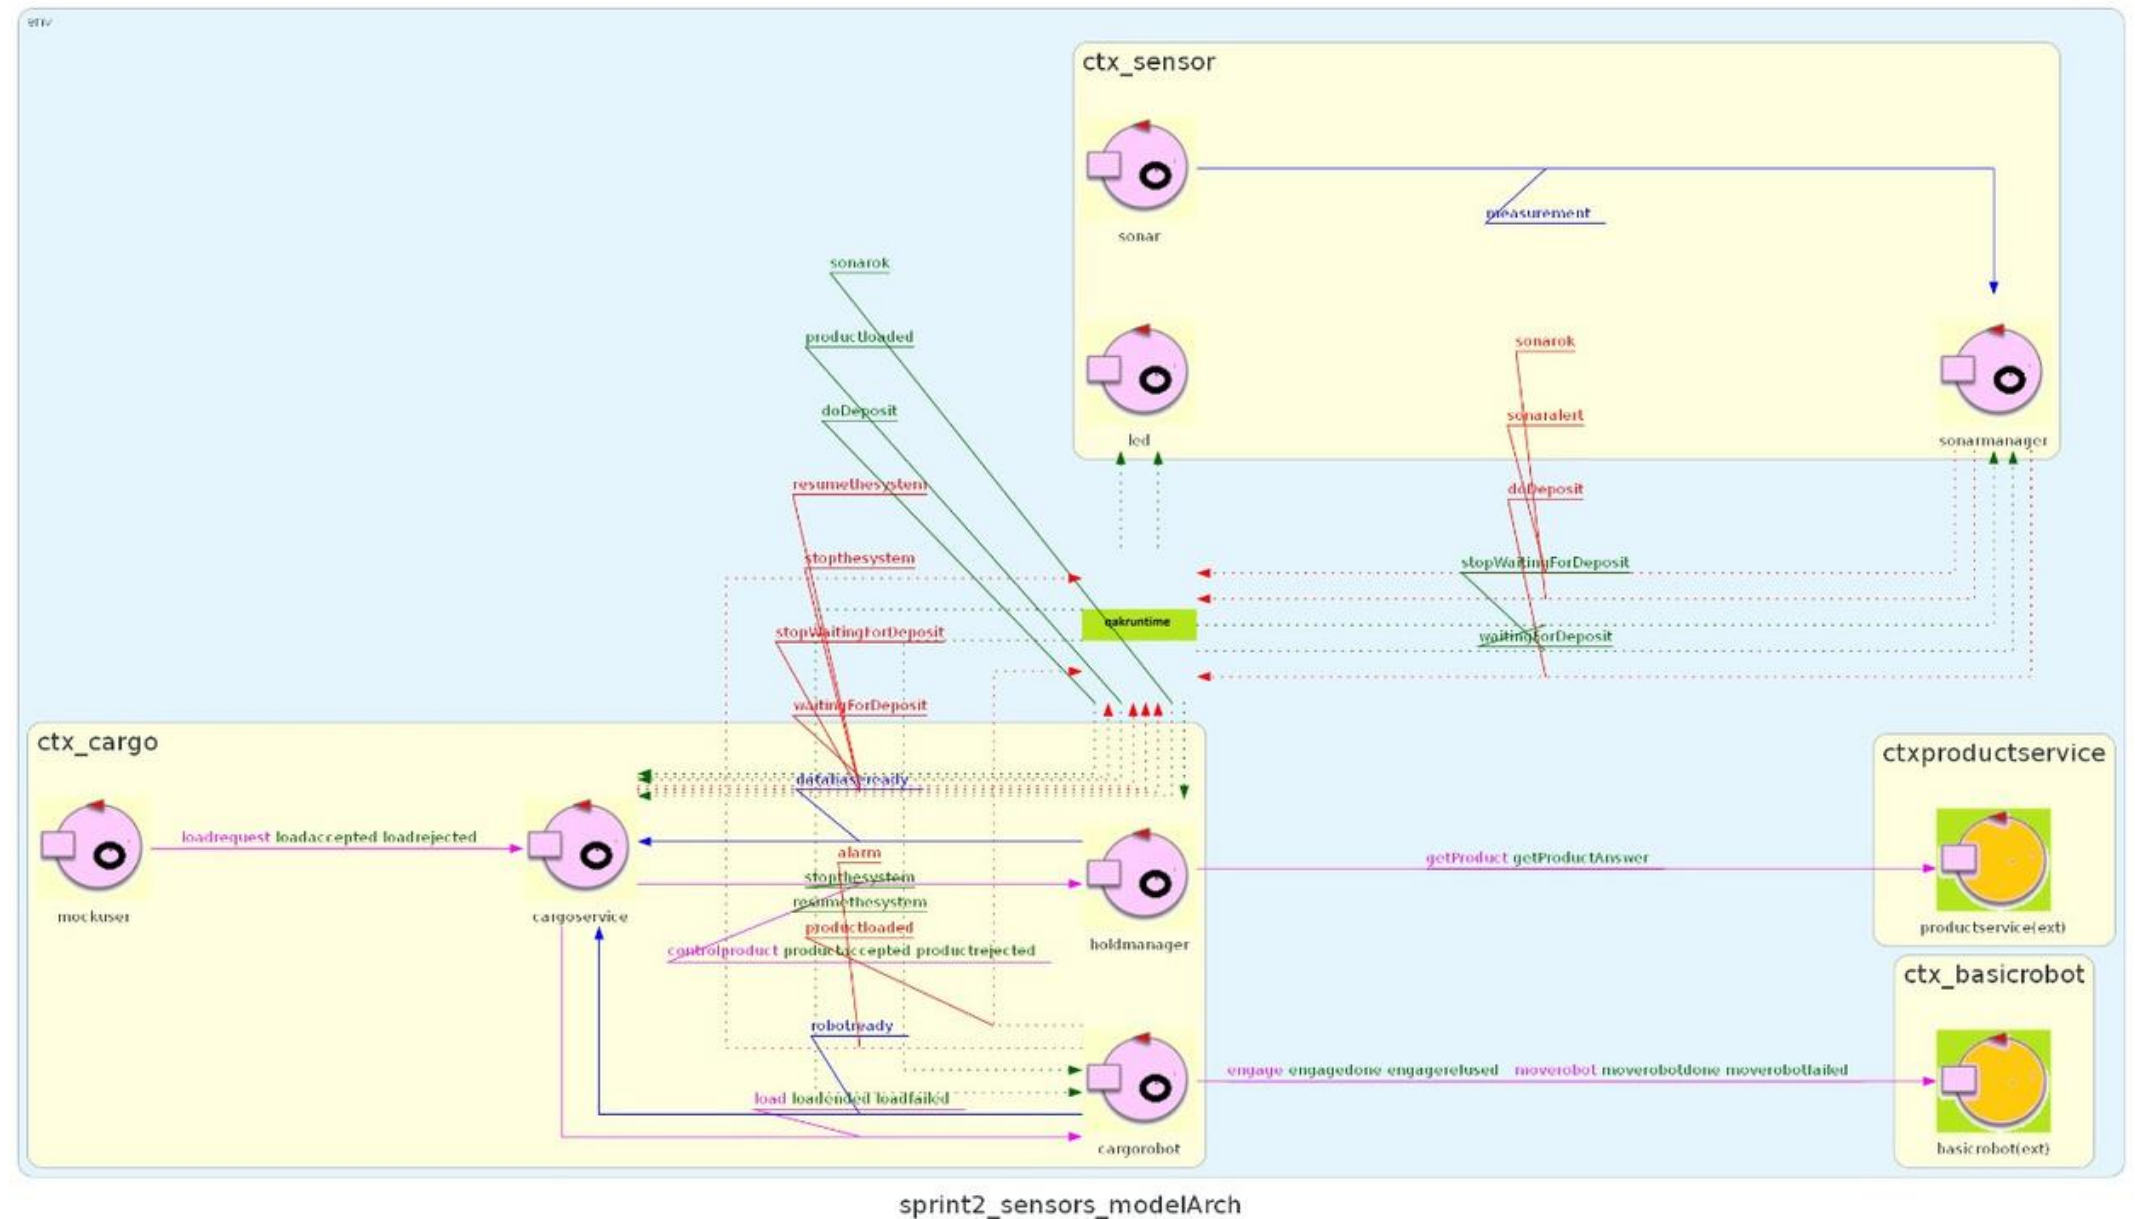 env
ctx_sensor
sonar
measurement
sonarok
productloaded
doDeposit
led
sonarok
sonaralert
doDeposit
sonarmanager
resumethesystem
stopthesystem
stopWaitingForDeposit
waitingForDeposit
qakruntime
stopWaitingForDeposit
waitingForDeposit
ctx_cargo
mockuser
loadrequest loadaccepted loadrejected
cargoservice
databaseready
alarm
stopthesystem
resumethesystem
productloaded
controlproduct productaccepted productrejected
holdmanager
getProduct getProductAnswer
ctxproductservice
productservice(ext)
robotready
load loadended loadfailed
cargorobot
engage engagedone engagerefused moverobot moverobotdone moverobotfailed
ctx_basicrobot
basicrobot(ext)
sprint2_sensors_modelArch